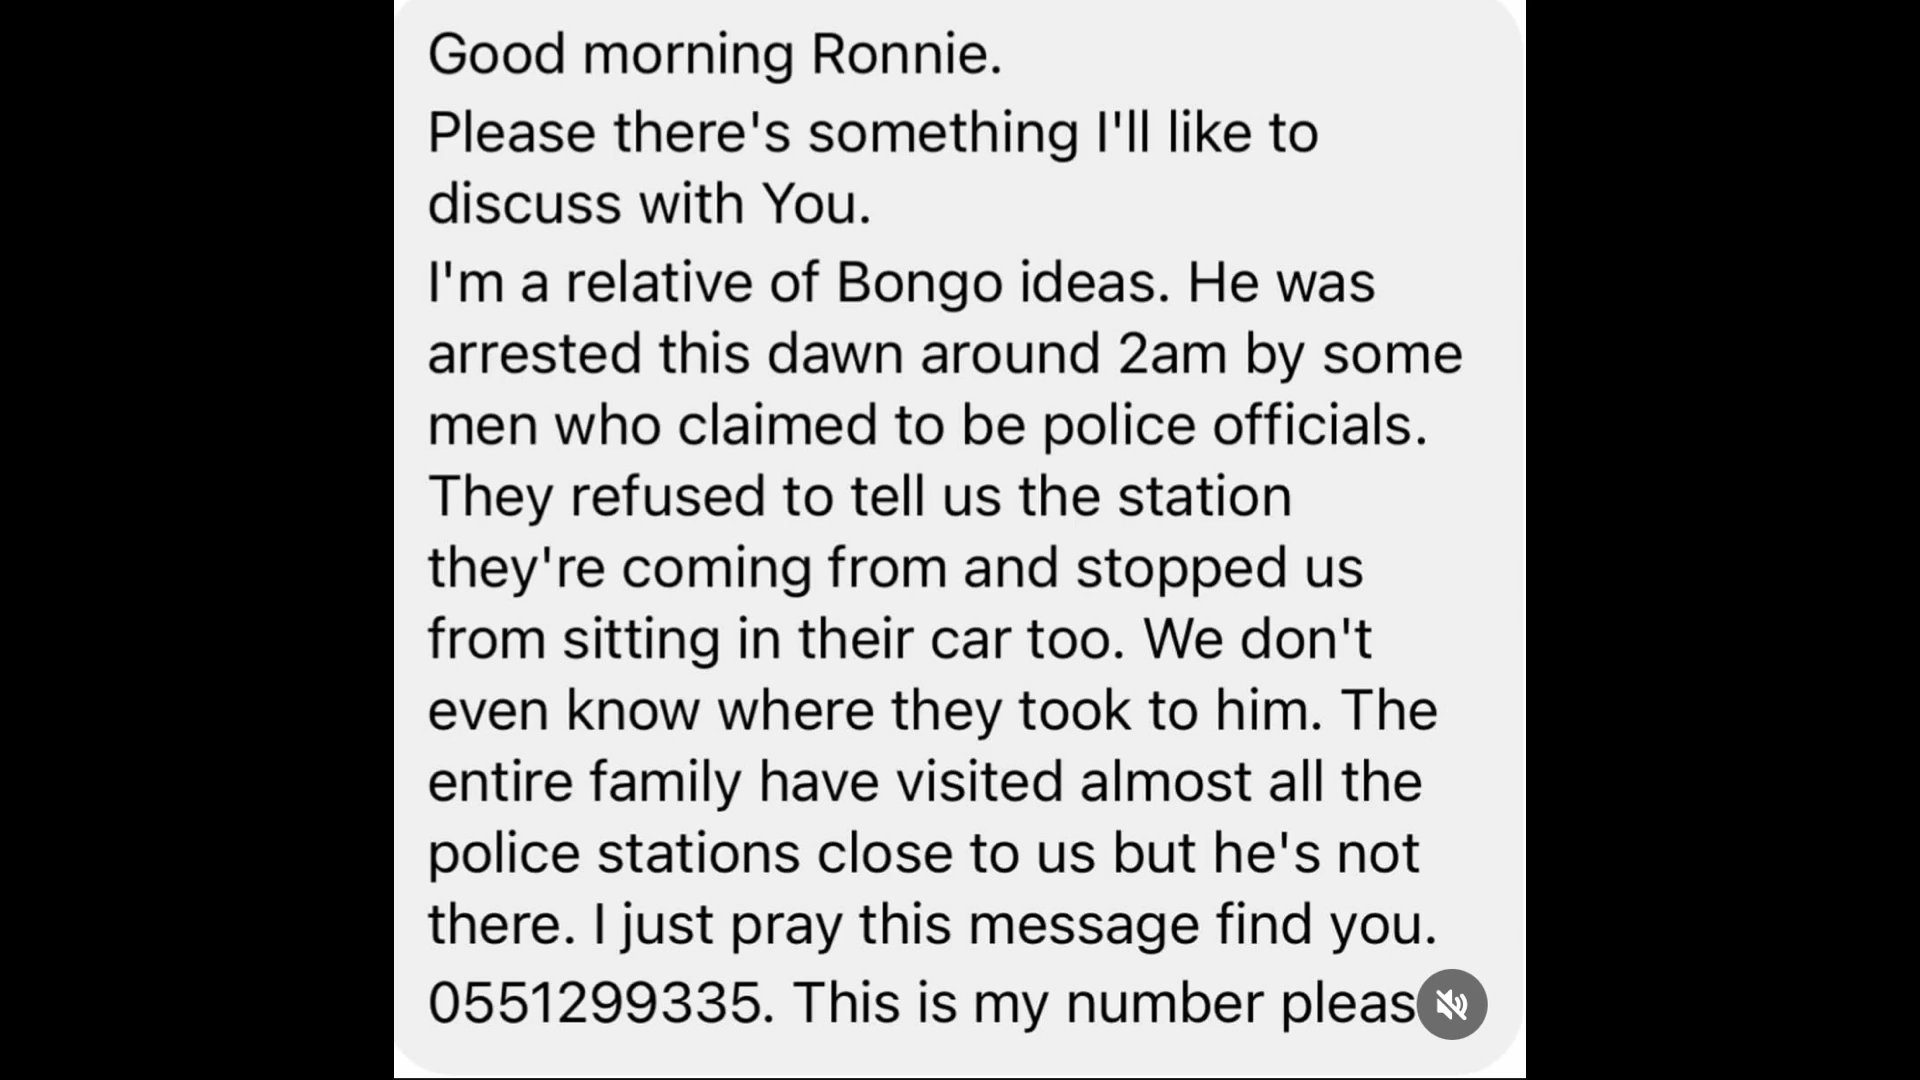 Good morning Ronnie.
Please there's something I'll like to
discuss with You.
I'm a relative of Bongo ideas. He was
arrested this dawn around 2am by some
men who claimed to be police officials.
They refused to tell us the station
they're coming from and stopped us
from sitting in their car too. We don't
even know where they took to him. The
entire family have visited almost all the
police stations close to us but he's not
there. I just pray this message find you.
0551299335. This is my number pleas